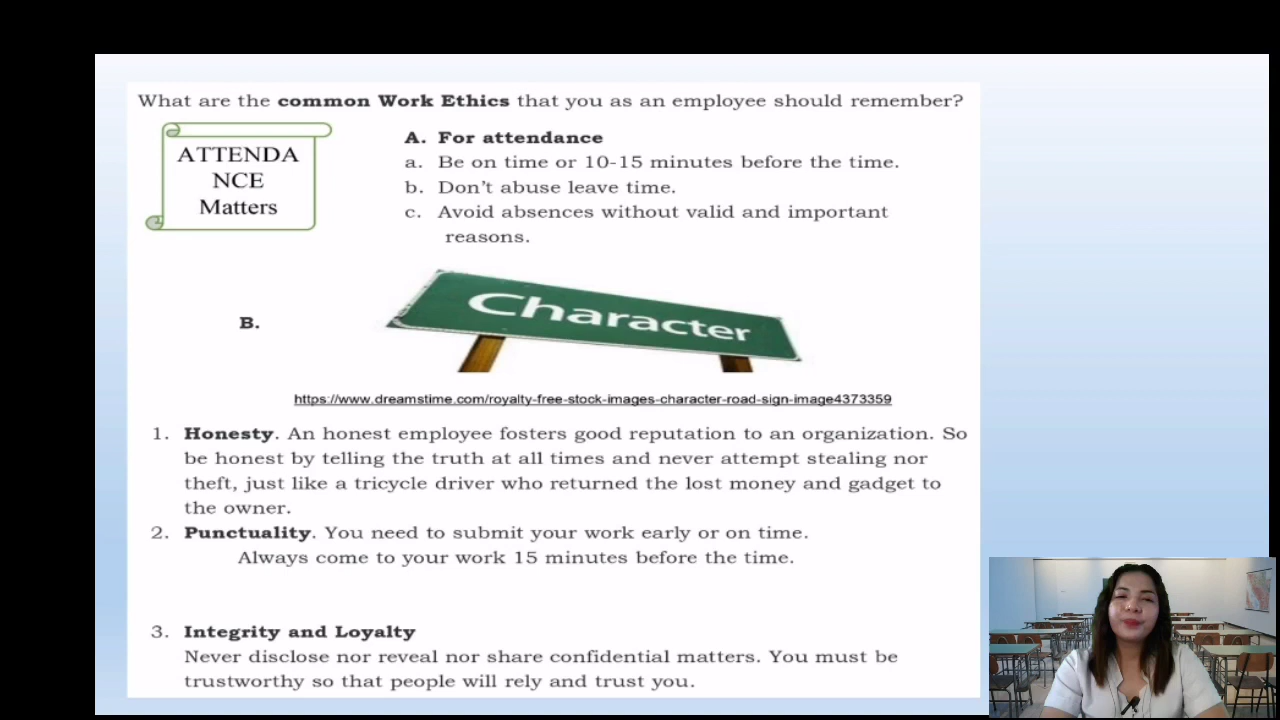 What are the common Work Ethics that you as an employee should remember?
ATTENDA
NCE
Matters
A. For attendance
a. Be on time or 10-15 minutes before the time.
b. Don't abuse leave time.
c. Avoid absences without valid and important
reasons.
B.
Character
https://www.dreamstime.com/royalty-free-stock-images-character-road-sign-image4373359
1. Honesty. An honest employee fosters good reputation to an organization. So
be honest by telling the truth at all times and never attempt stealing nor
theft, just like a tricycle driver who returned the lost money and gadget to
the owner.
2. Punctuality. You need to submit your work early or on time.
Always come to your work 15 minutes before the time.
3. Integrity and Loyalty
Never disclose nor reveal nor share confidential matters. You must be
trustworthy so that people will rely and trust you.